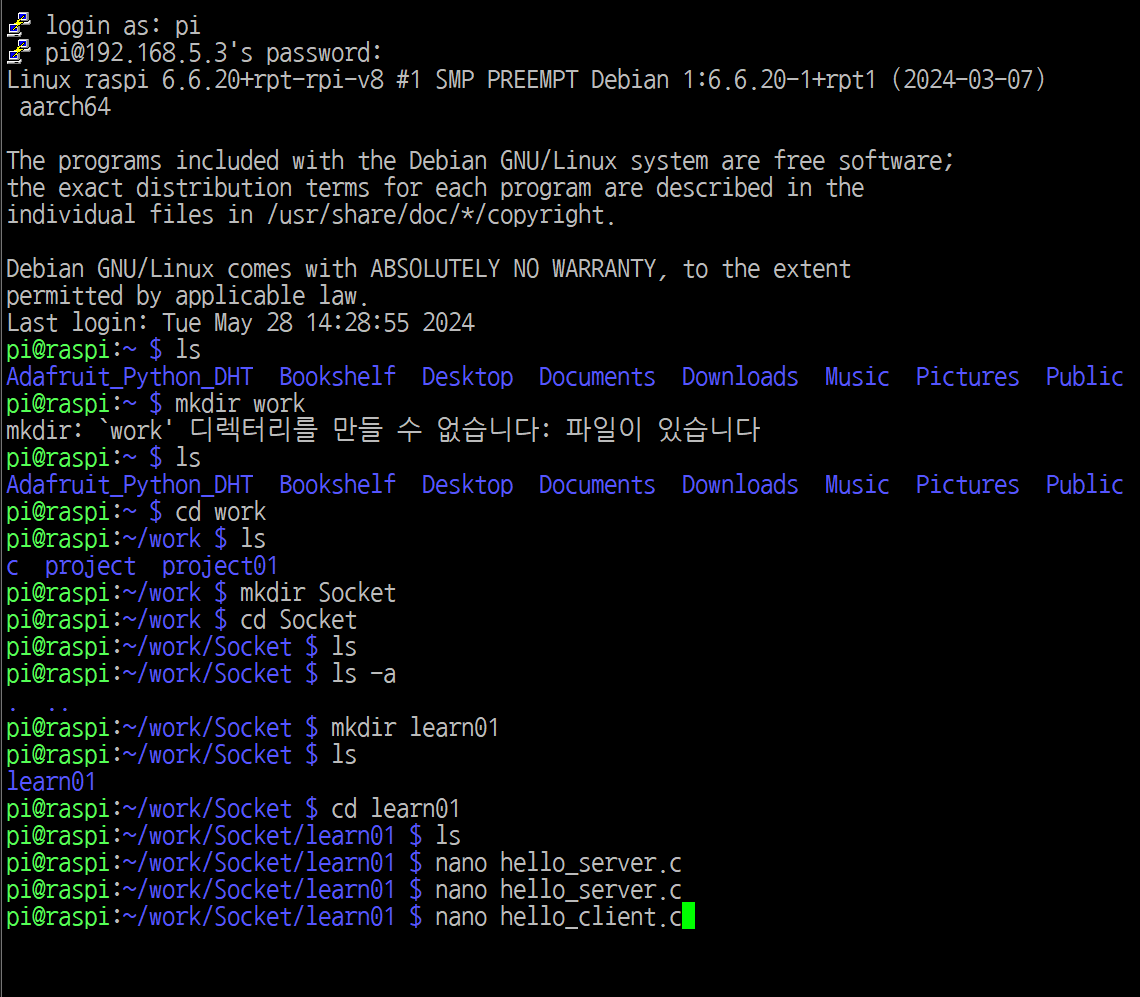 login as: pi
pi@192.168.5.3's password:
Linux raspi 6.6.20+rpt-rpi-v8 #1 SMP PREEMPT Debian 1:6.6.20-1+rpt1 (2024-03-07)
 aarch64

The programs included with the Debian GNU/Linux system are free software;
the exact distribution terms for each program are described in the
individual files in /usr/share/doc/*/copyright.

Debian GNU/Linux comes with ABSOLUTELY NO WARRANTY, to the extent
permitted by applicable law.
Last login: Tue May 28 14:28:55 2024
pi@raspi:~ $ ls
Adafruit_Python_DHT  Bookshelf  Desktop  Documents  Downloads  Music  Pictures  Public
pi@raspi:~ $ mkdir work
mkdir: `work' 디렉터리를 만들 수 없습니다: 파일이 있습니다
pi@raspi:~ $ ls
Adafruit_Python_DHT  Bookshelf  Desktop  Documents  Downloads  Music  Pictures  Public
pi@raspi:~ $ cd work
pi@raspi:~/work $ ls
c  project  project01
pi@raspi:~/work $ mkdir Socket
pi@raspi:~/work $ cd Socket
pi@raspi:~/work/Socket $ ls
pi@raspi:~/work/Socket $ ls -a
.  ..
pi@raspi:~/work/Socket $ mkdir learn01
pi@raspi:~/work/Socket $ ls
learn01
pi@raspi:~/work/Socket $ cd learn01
pi@raspi:~/work/Socket/learn01 $ ls
pi@raspi:~/work/Socket/learn01 $ nano hello_server.c
pi@raspi:~/work/Socket/learn01 $ nano hello_server.c
pi@raspi:~/work/Socket/learn01 $ nano hello_client.c